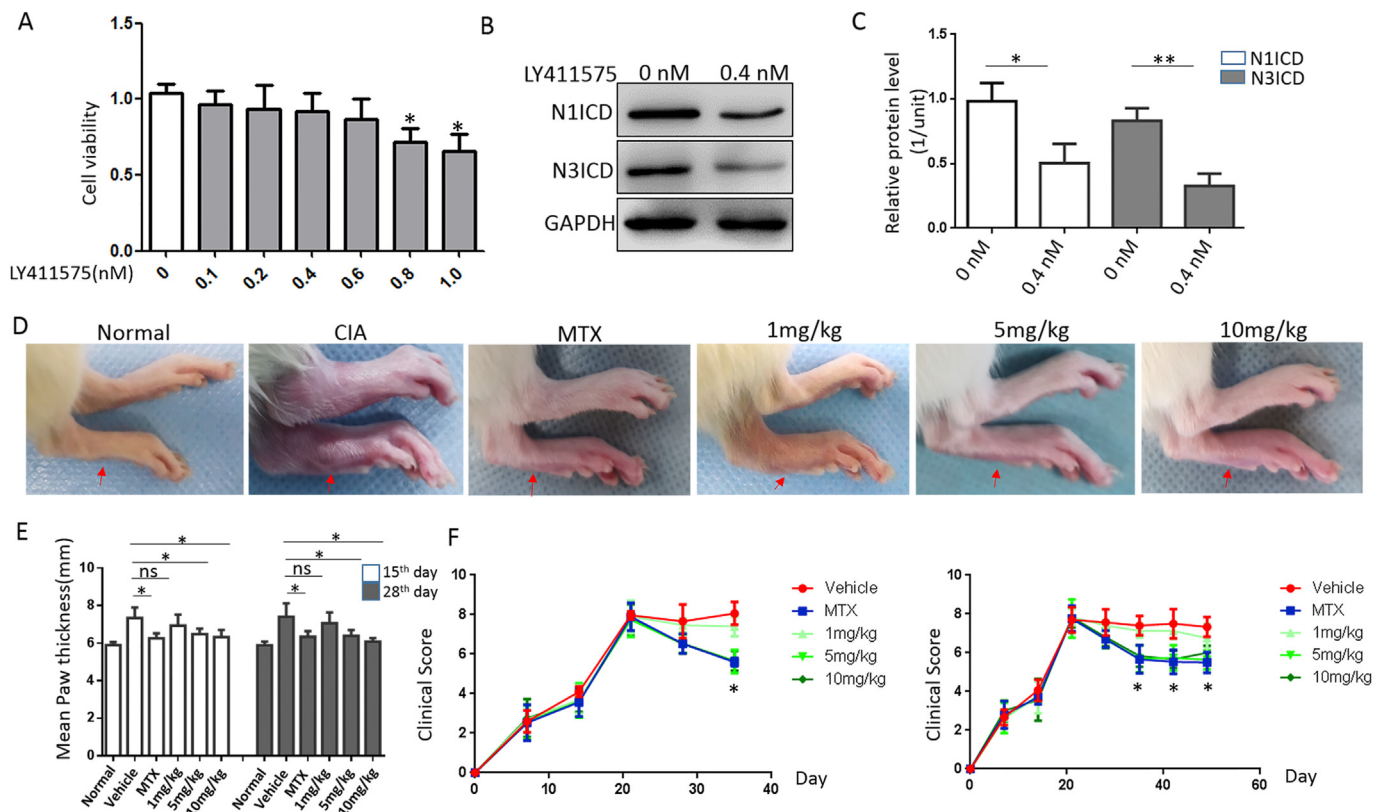 A
1.5
1.0
0.5
0.0
Cell viability
* *
LY411575(nM) 0 0.1 0.2 0.4 0.6 0.8 1.0
B
LY411575 0 nM 0.4 nM
N1ICD
N3ICD
GAPDH
C
1.5
1.0
0.5
0.0
Relative protein level
(1/unit)
* **
N1ICD
N3ICD
0 nM 0.4 nM 0 nM 0.4 nM
D
Normal CIA MTX 1mg/kg 5mg/kg 10mg/kg
E
Mean Paw thickness(mm)
10
8
6
4
2
0
* *
* *
ns ns
* *
15th day
28th day
Normal Vehicle MTX 1mg/kg 5mg/kg 10mg/kg Normal Vehicle MTX 1mg/kg 5mg/kg 10mg/kg
F
Clinical Score
10
8
6
4
2
0
0 10 20 30 40 Day
*
Vehicle
MTX
1mg/kg
5mg/kg
10mg/kg
Clinical Score
10
8
6
4
2
0
0 20 40 60
Day
* * *
Vehicle
MTX
1mg/kg
5mg/kg
10mg/kg